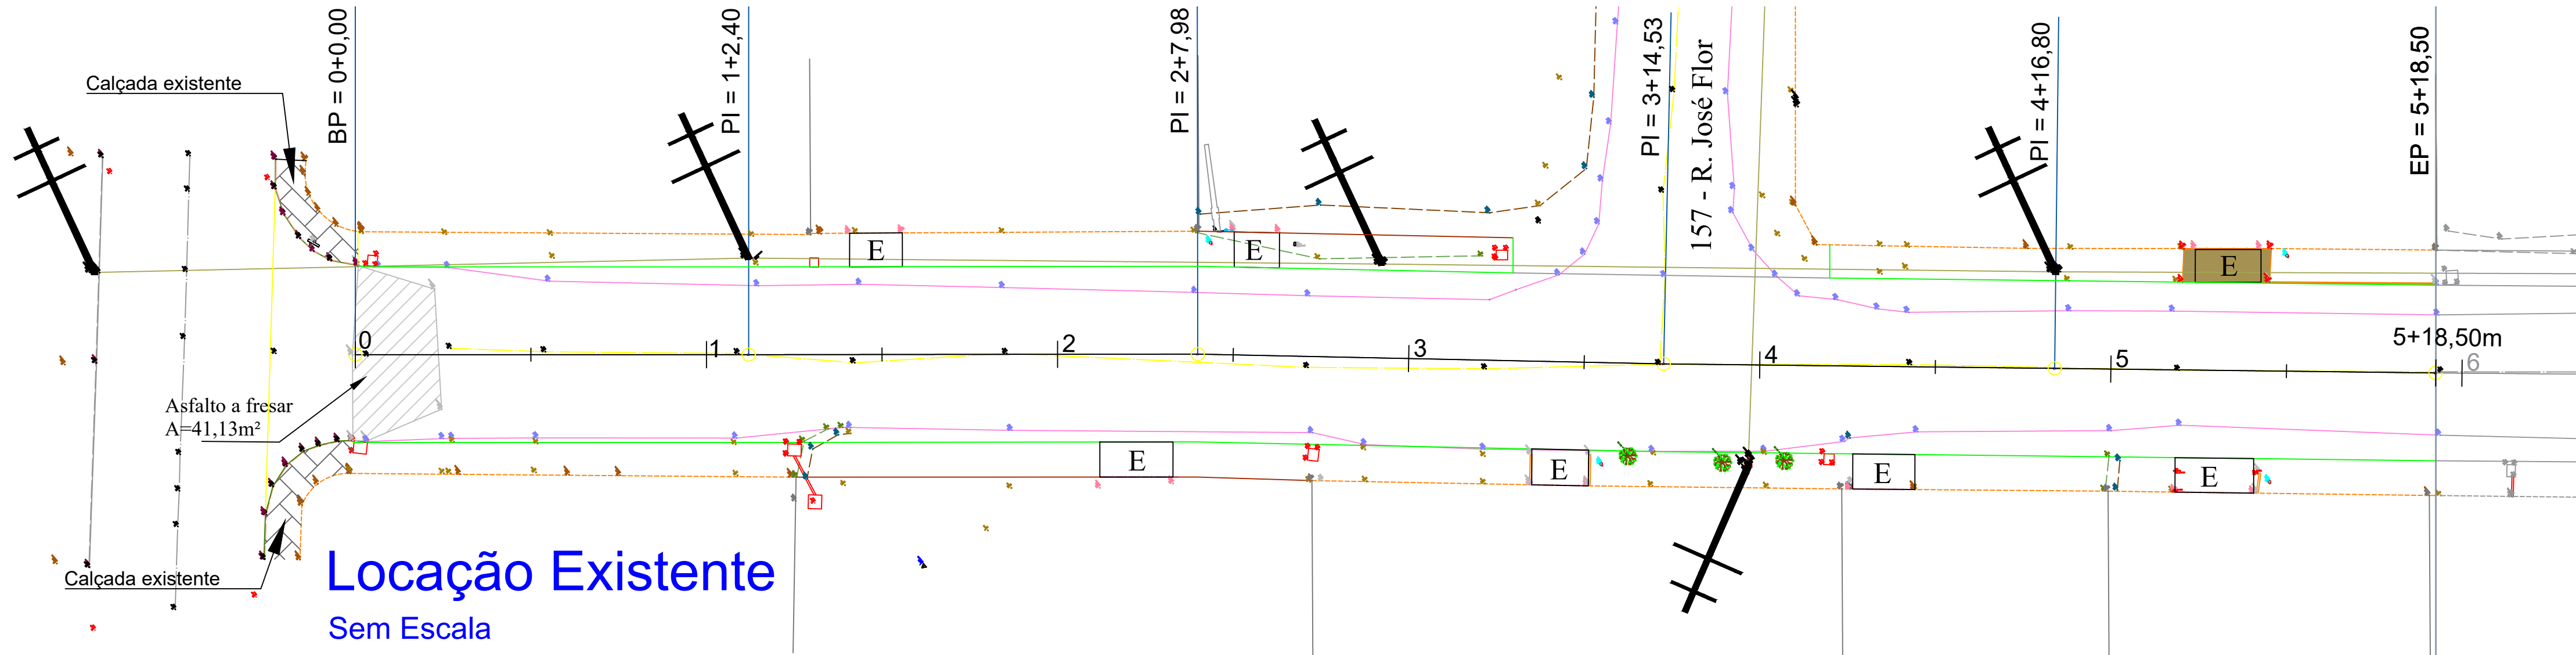 Calçada existente
BP = 0+0,00
PI = 1+2,40
PI = 2+7,98
PI = 3+14,53
157 - R. José Flor
PI = 4+16,80
EP = 5+18,50
E
E
E
0
1
2
3
4
5
5+18,50m
6
Asfalto a fresar
A=41,13m²
E
E
E
E
Calçada existente
Locação Existente
Sem Escala